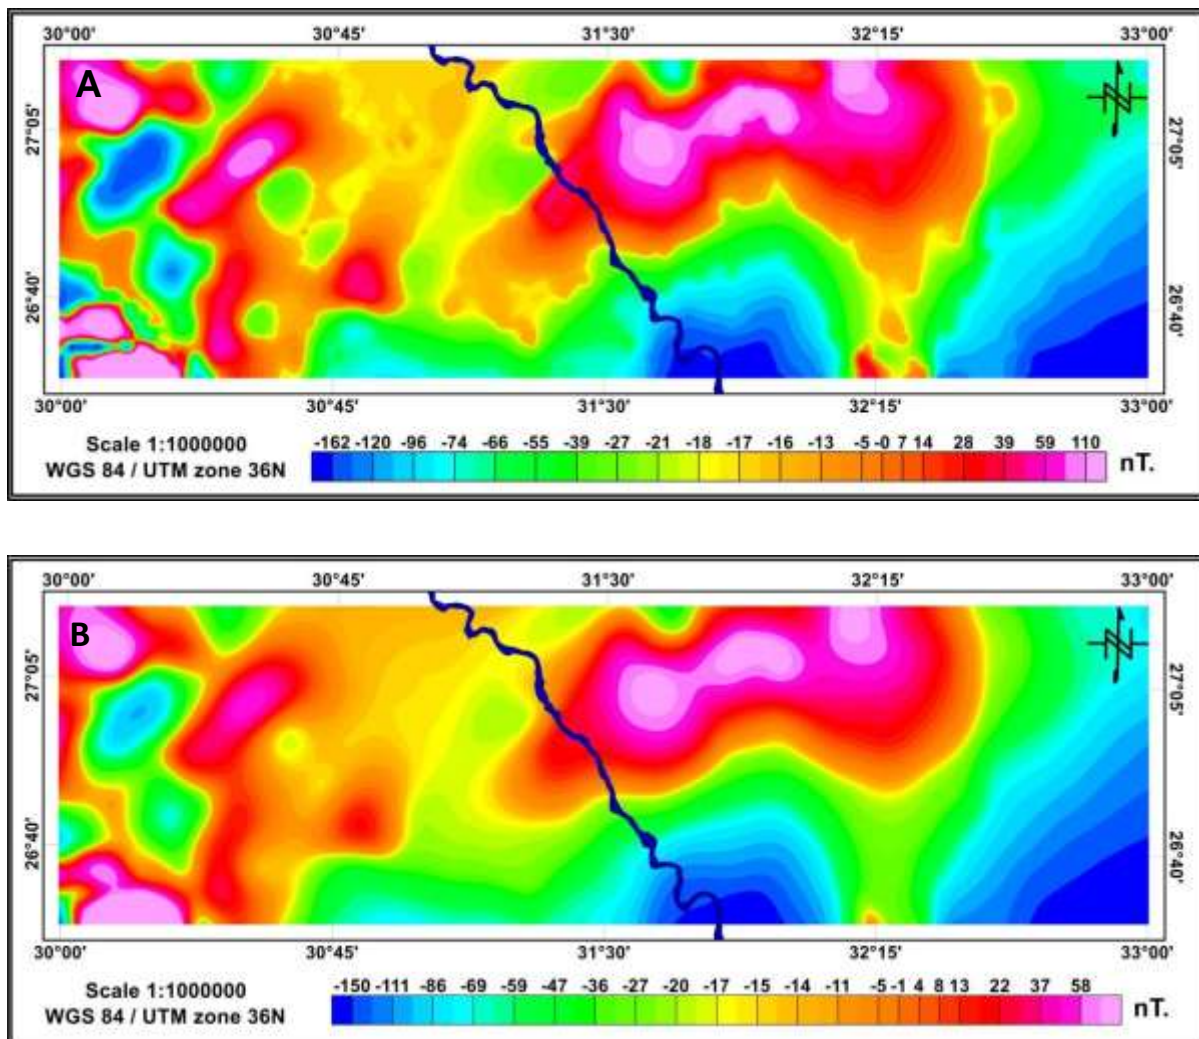 30°00' 30°45' 31°30' 32°15' 33°00'
A
27°05' 27°05'
26°40' 26°40'
30°00' 30°45' 31°30' 32°15' 33°00'
Scale 1:1000000
WGS 84 / UTM zone 36N
-162 -120 -96 -74 -66 -55 -39 -27 -21 -18 -17 -16 -13 -5 -0 7 14 28 39 59 110
nT.
30°00' 30°45' 31°30' 32°15' 33°00'
B
27°05' 27°05'
26°40' 26°40'
30°00' 30°45' 31°30' 32°15' 33°00'
Scale 1:1000000
WGS 84 / UTM zone 36N
-150 -111 -86 -69 -59 -47 -36 -27 -20 -17 -15 -14 -11 -5 -1 4 8 13 22 37 58
nT.